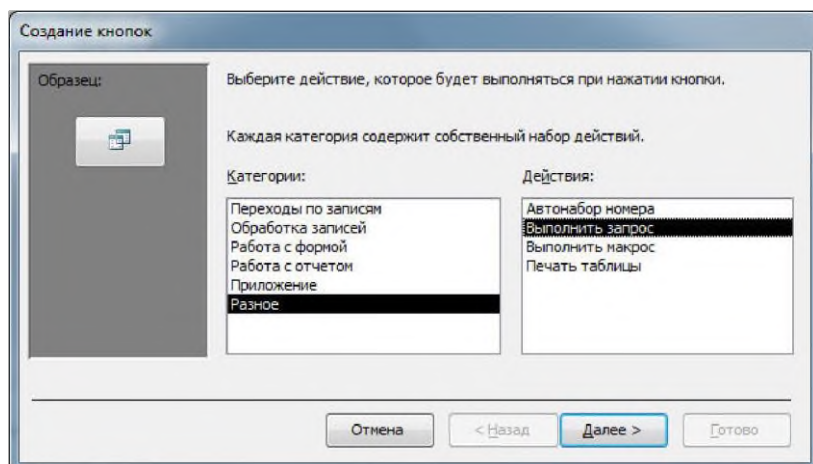 Создание кнопок
Образец:
Выберите действие, которое будет выполняться при нажатии кнопки.
Каждая категория содержит собственный набор действий.
Категории:
Переходы по записям
Обработка записей
Работа с формой
Работа с отчетом
Приложение
Разное
Действия:
Автонабор номера
Выполнить запрос
Выполнить макрос
Печать таблицы
Отмена
< Назад
Далее >
Готово